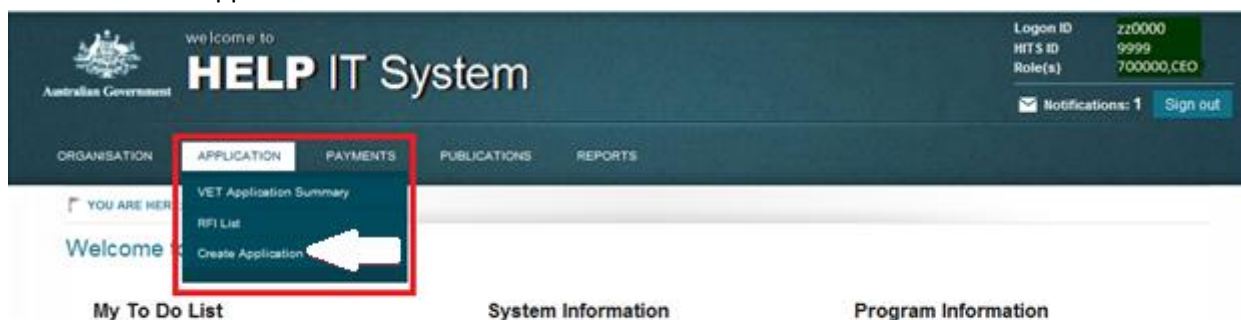 welcome to
HELP IT System
Australian Government
Logon ID zz0000
HITS ID 9999
Role(s) 700000,CEO
Notifications: 1 Sign out
ORGANISATION APPLICATION PAYMENTS PUBLICATIONS REPORTS
VET Application Summary
YOU ARE HER
RFI List
Welcome
Create Application
My To Do List System Information Program Information